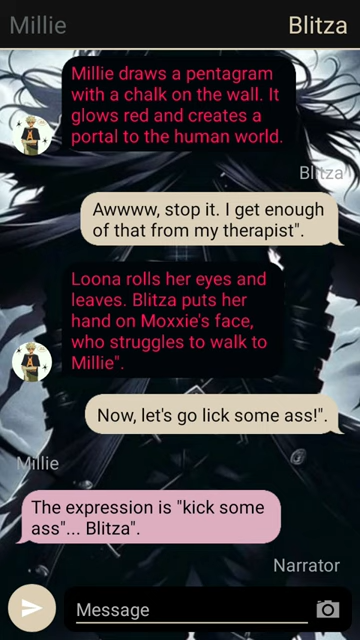 Millie
Blitza
Millie draws a pentagram
with a chalk on the wall. It
glows red and creates a
portal to the human world.
Blitza
Awwww, stop it. I get enough
of that from my therapist".
Loona rolls her eyes and
leaves. Blitza puts her
hand on Moxxie's face,
who struggles to walk to
Millie".
Now, let's go lick some ass!".
Millie
The expression is "kick some
ass"... Blitza".
Narrator
Message